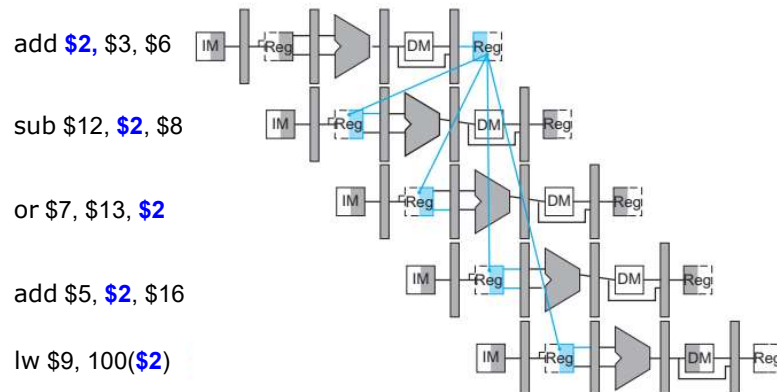 add $2, $3, $6
IM Reg DM Reg
sub $12, $2, $8
IM Reg DM Reg
or $7, $13, $2
IM Reg DM Reg
add $5, $2, $16
IM Reg DM Reg
lw $9, 100($2)
IM Reg DM Reg